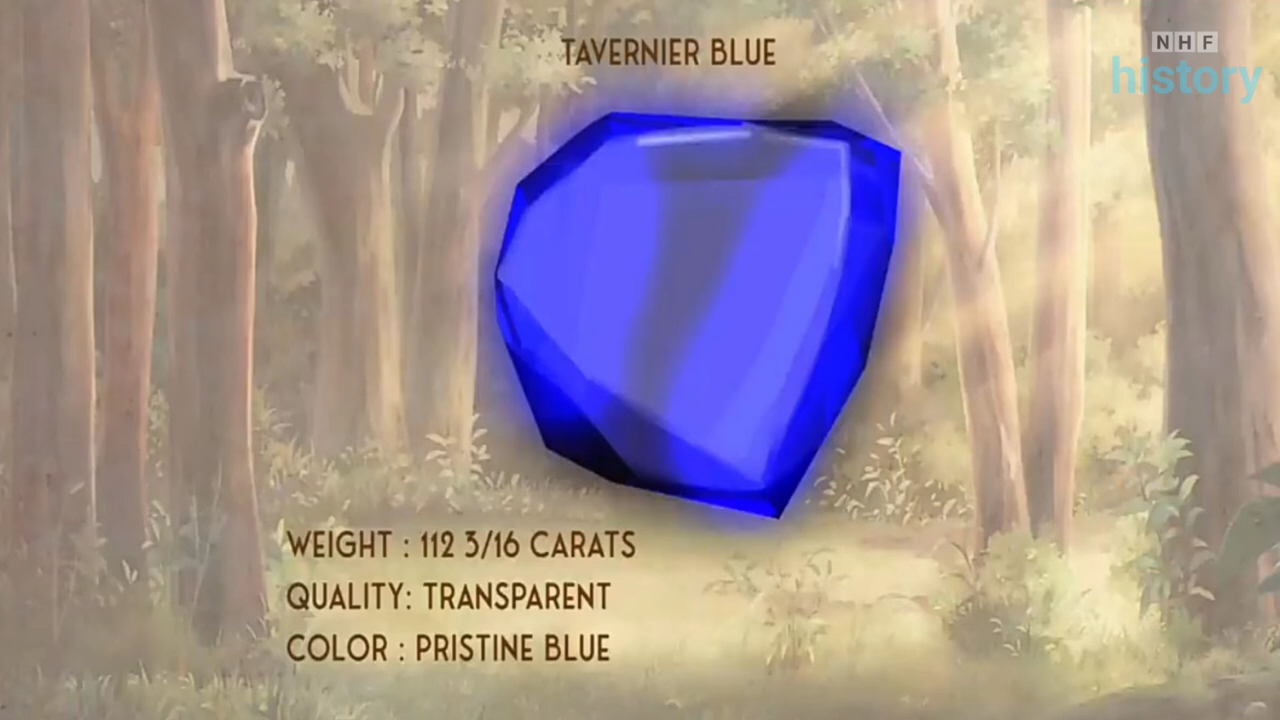 TAVERNIER BLUE
NHF
history
WEIGHT : 112 3/16 CARATS
QUALITY: TRANSPARENT
COLOR : PRISTINE BLUE